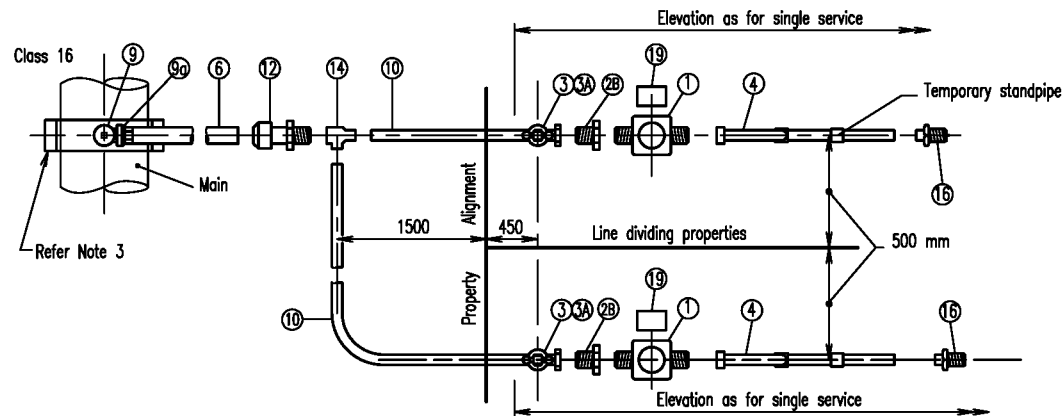 Elevation as for single service
Class 16
9
9a
6
12
14
10
3
3A
2B
19
1
4
Temporary standpipe
16
Main
Refer Note 3
Alignment
1500
450
Line dividing properties
500 mm
Property
10
3
3A
2B
19
1
4
16
Elevation as for single service